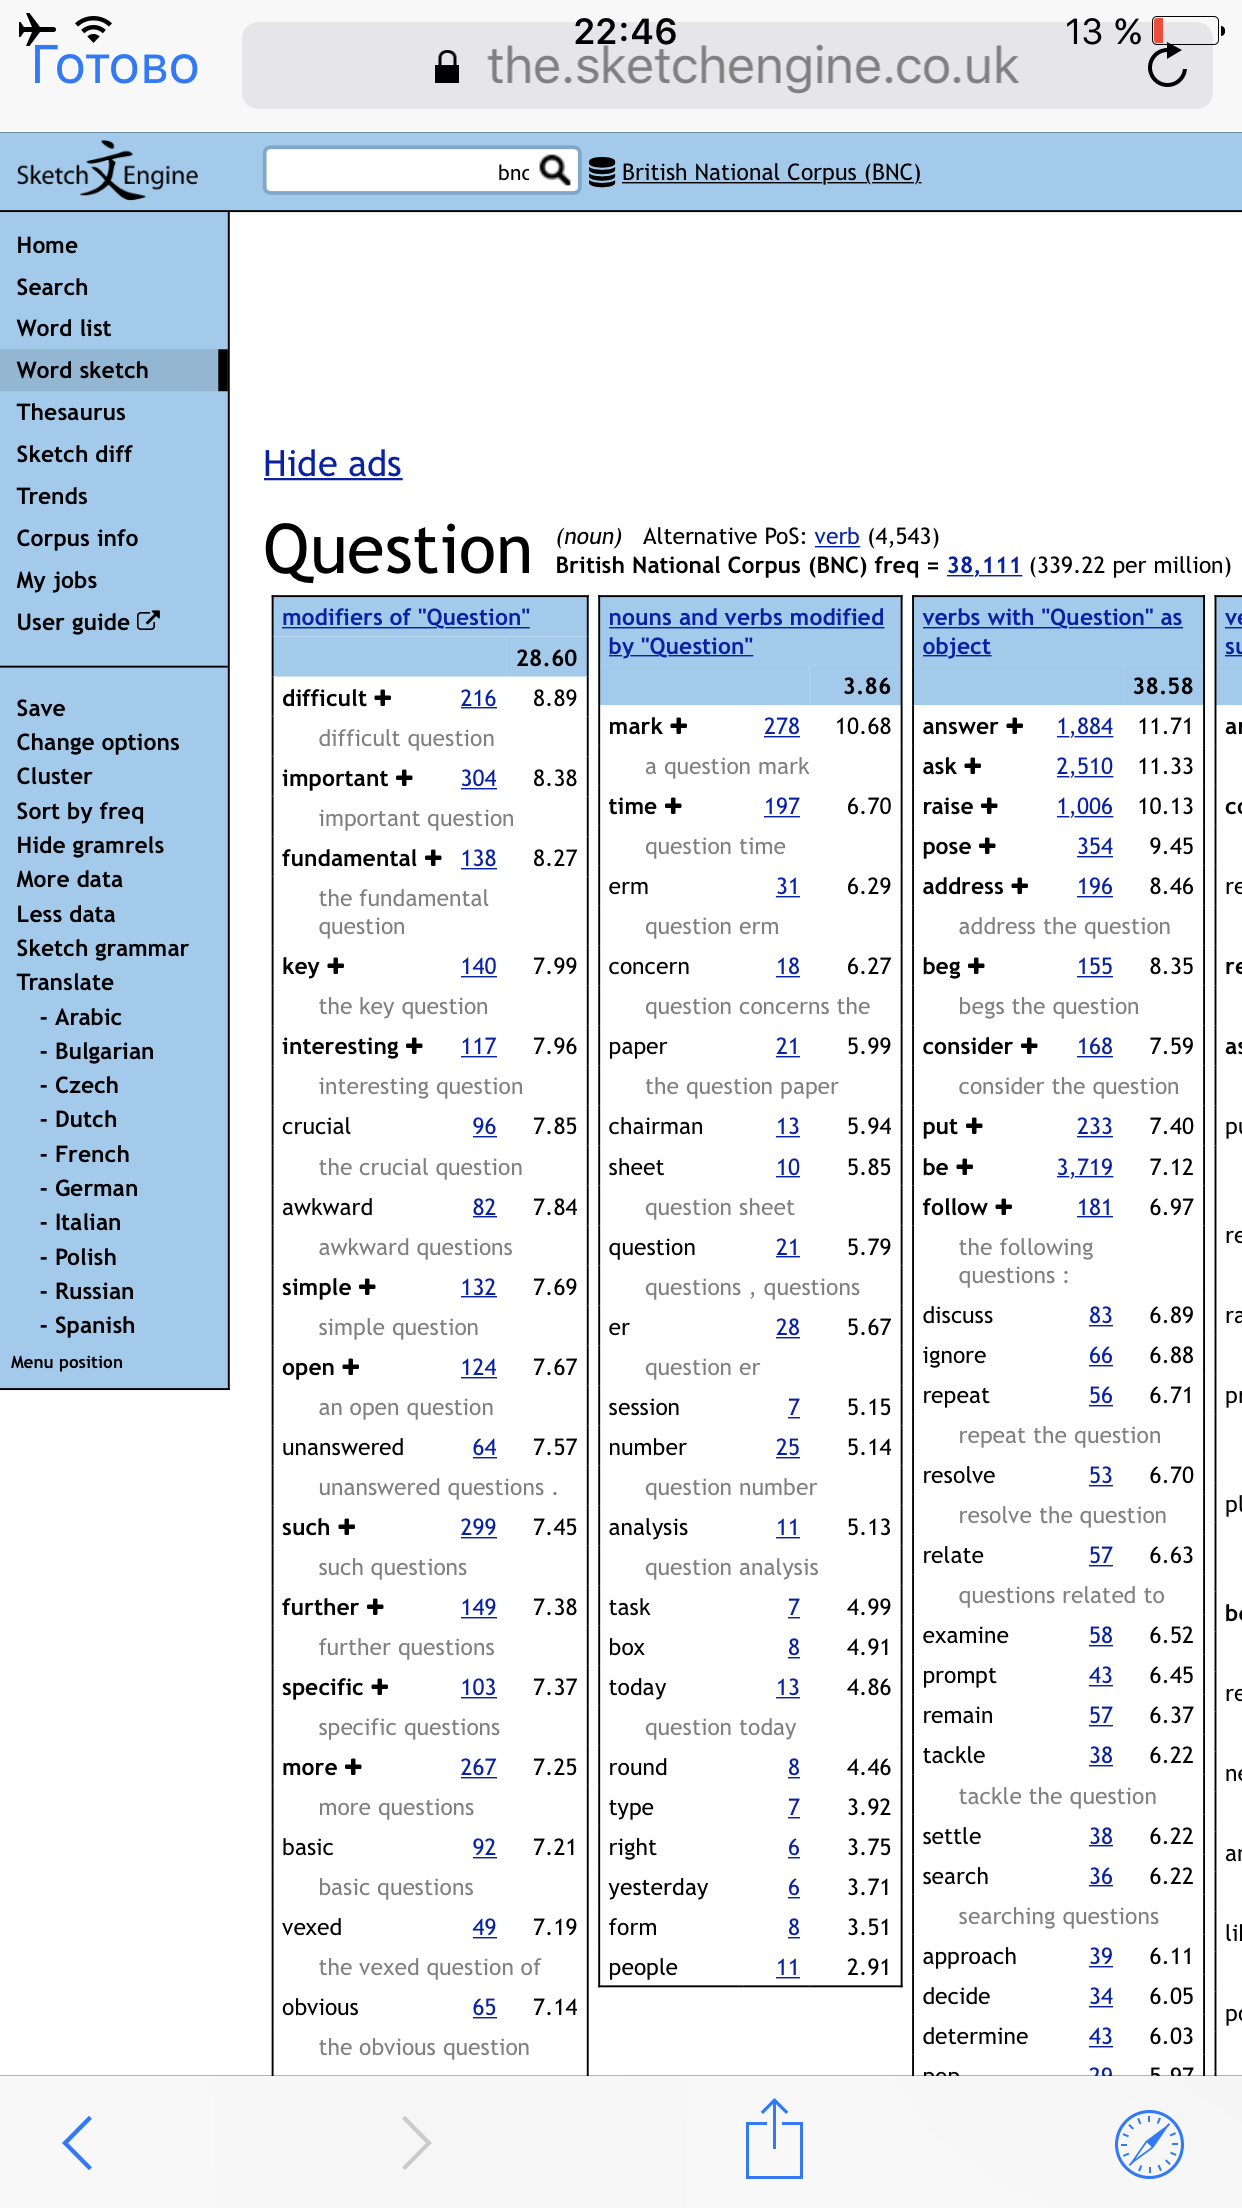 22:46
13 %
Готово
the.sketchengine.co.uk
Sketch Engine
bnc
British National Corpus (BNC)
Home
Search
Word list
Word sketch
Thesaurus
Sketch diff
Trends
Corpus info
My jobs
User guide
Save
Change options
Cluster
Sort by freq
Hide gramrels
More data
Less data
Sketch grammar
Translate
- Arabic
- Bulgarian
- Czech
- Dutch
- French
- German
- Italian
- Polish
- Russian
- Spanish
Menu position
Hide ads
Question (noun) Alternative PoS: verb (4,543)
British National Corpus (BNC) freq = 38,111 (339.22 per million)
modifiers of "Question"
28.60
difficult + 216 8.89
difficult question
important + 304 8.38
important question
fundamental + 138 8.27
the fundamental
question
key + 140 7.99
the key question
interesting + 117 7.96
interesting question
crucial 96 7.85
the crucial question
awkward 82 7.84
awkward questions
simple + 132 7.69
simple question
open + 124 7.67
an open question
unanswered 64 7.57
unanswered questions .
such + 299 7.45
such questions
further + 149 7.38
further questions
specific + 103 7.37
specific questions
more + 267 7.25
more questions
basic 92 7.21
basic questions
vexed 49 7.19
the vexed question of
obvious 65 7.14
the obvious question
nouns and verbs modified
by "Question"
3.86
mark + 278 10.68
a question mark
time + 197 6.70
question time
erm 31 6.29
question erm
concern 18 6.27
question concerns the
paper 21 5.99
the question paper
chairman 13 5.94
sheet 10 5.85
question sheet
question 21 5.79
questions , questions
er 28 5.67
question er
session 7 5.15
number 25 5.14
question number
analysis 11 5.13
question analysis
task 7 4.99
box 8 4.91
today 13 4.86
question today
round 8 4.46
type 7 3.92
right 6 3.75
yesterday 6 3.71
form 8 3.51
people 11 2.91
verbs with "Question" as
object
38.58
answer + 1,884 11.71
ask + 2,510 11.33
raise + 1,006 10.13
pose + 354 9.45
address + 196 8.46
address the question
beg + 155 8.35
begs the question
consider + 168 7.59
consider the question
put + 233 7.40
be + 3,719 7.12
follow + 181 6.97
the following
questions :
discuss 83 6.89
ignore 66 6.88
repeat 56 6.71
repeat the question
resolve 53 6.70
resolve the question
relate 57 6.63
questions related to
examine 58 6.52
prompt 43 6.45
remain 57 6.37
tackle 38 6.22
tackle the question
settle 38 6.22
search 36 6.22
searching questions
approach 39 6.11
decide 34 6.05
determine 43 6.03